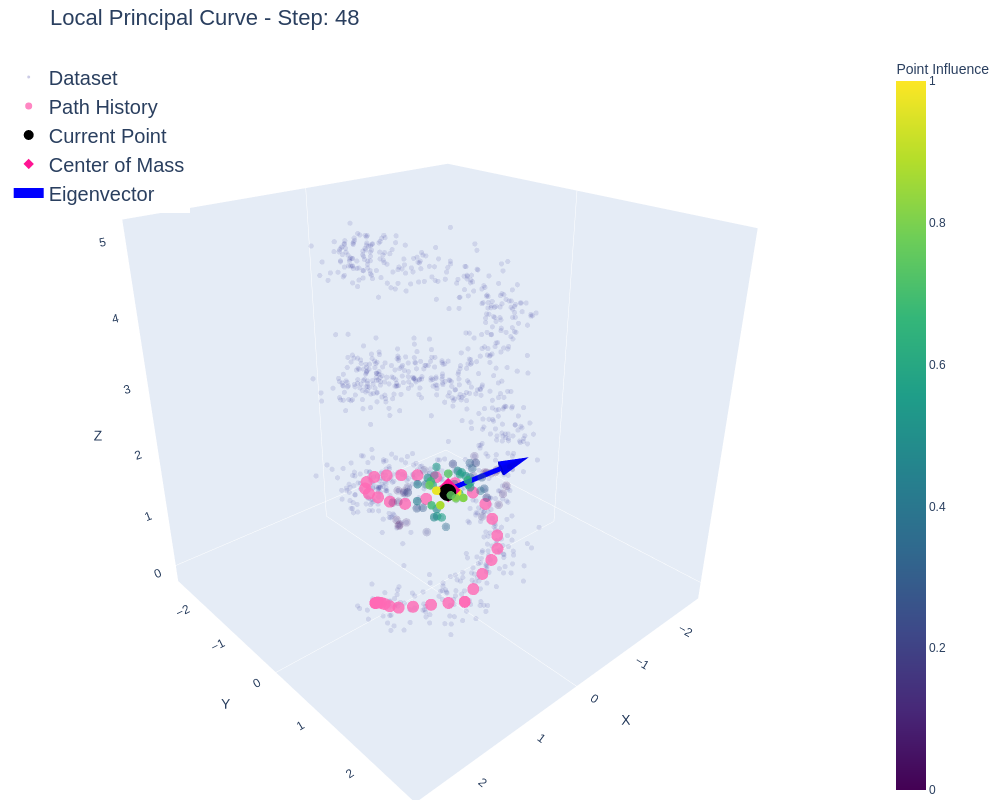 Local Principal Curve - Step: 48
Dataset
Path History
Current Point
Center of Mass
Eigenvector
Point Influence
1
0.8
0.6
0.4
0.2
0
5
4
3
2
1
0
Z
−2
−1
0
1
2
Y
−2
−1
0
1
2
X